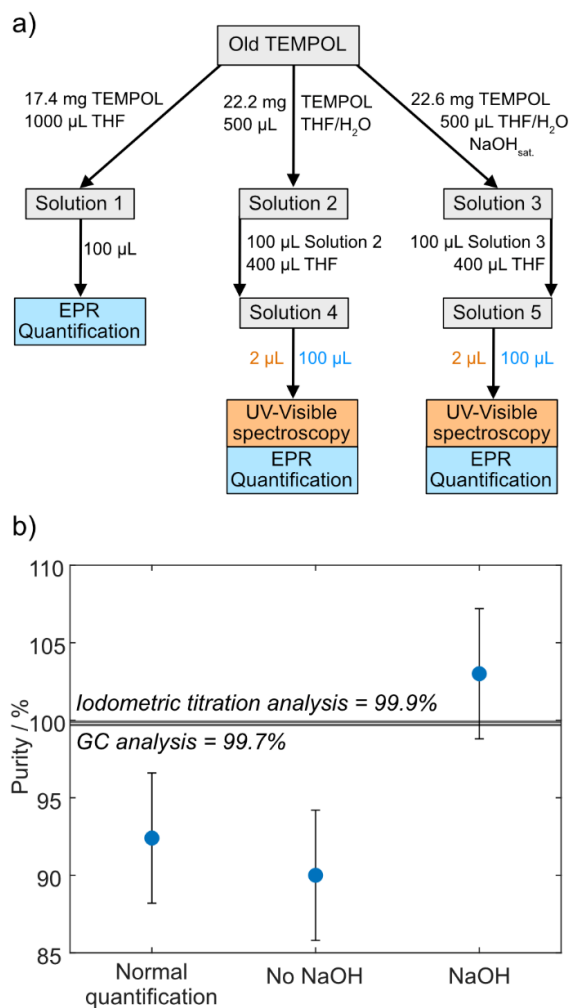 a)
Old TEMPOL
17.4 mg TEMPOL
1000 µL THF
22.2 mg TEMPOL
500 µL THF/H₂O
22.6 mg TEMPOL
500 µL THF/H₂O
NaOH sat.
Solution 1
Solution 2
Solution 3
100 µL
100 µL Solution 2
400 µL THF
100 µL Solution 3
400 µL THF
EPR
Quantification
Solution 4
Solution 5
2 µL 100 µL
2 µL 100 µL
UV-Visible
spectroscopy
EPR
Quantification
UV-Visible
spectroscopy
EPR
Quantification
b)
Purity / %
110
105
100
95
90
85
Iodometric titration analysis = 99.9%
GC analysis = 99.7%
Normal
quantification
No NaOH
NaOH